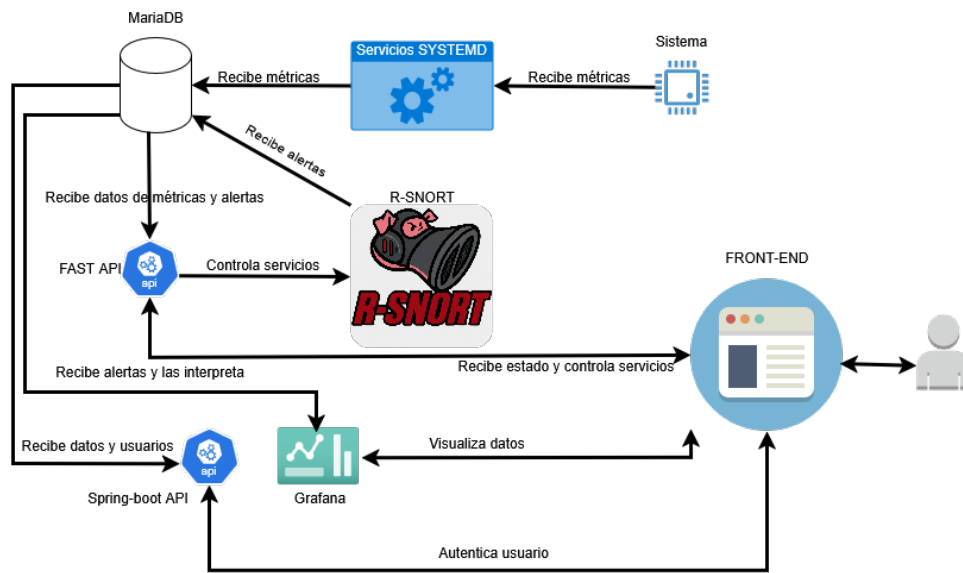 MariaDB
Servicios SYSTEMD
Sistema
Recibe métricas
Recibe métricas
Recibe alertas
Recibe datos de métricas y alertas
R-SNORT
R-SNORT
FAST API
api
Controla servicios
FRONT-END
Recibe alertas y las interpreta
Recibe estado y controla servicios
Recibe datos y usuarios
api
Visualiza datos
Spring-boot API
Grafana
Autentica usuario